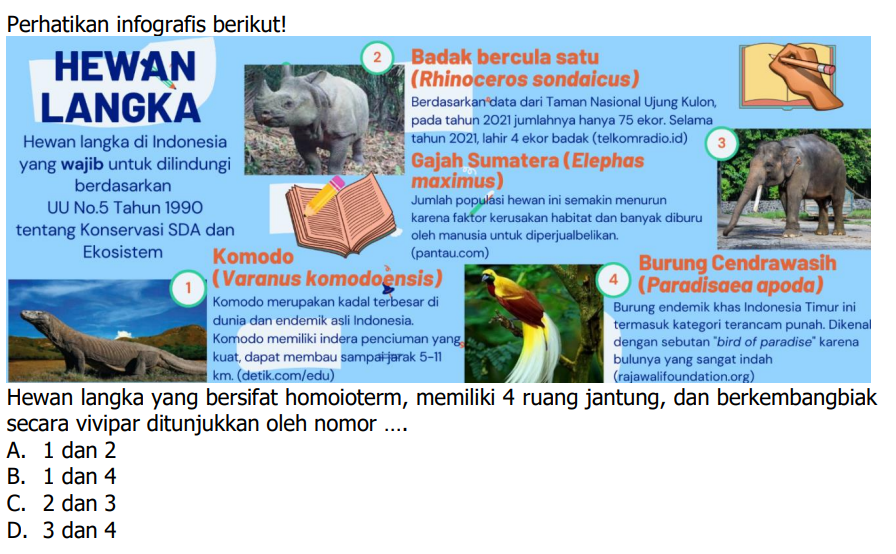 Perhatikan infografis berikut!
HEWAN
LANGKA
Hewan langka di Indonesia
yang wajib untuk dilindungi
berdasarkan
UU No.5 Tahun 1990
tentang Konservasi SDA dan
Ekosistem
1
Komodo
(Varanus komodoensis)
Komodo merupakan kadal terbesar di
dunia dan endemik asli Indonesia.
Komodo memiliki indera penciuman yang
kuat, dapat membau sampai jarak 5-11
km. (detik.com/edu)
2
Badak bercula satu
(Rhinoceros sondaicus)
Berdasarkan data dari Taman Nasional Ujung Kulon,
pada tahun 2021 jumlahnya hanya 75 ekor. Selama
tahun 2021, lahir 4 ekor badak (telkomradio.id)
3
Gajah Sumatera (Elephas
maximus)
Jumlah populasi hewan ini semakin menurun
karena faktor kerusakan habitat dan banyak diburu
oleh manusia untuk diperjualbelikan.
(pantau.com)
4
Burung Cendrawasih
(Paradisaea apoda)
Burung endemik khas Indonesia Timur ini
termasuk kategori terancam punah. Dikenal
dengan sebutan "bird of paradise" karena
bulunya yang sangat indah
(rajawalifoundation.org)
Hewan langka yang bersifat homoioterm, memiliki 4 ruang jantung, dan berkembangbiak
secara vivipar ditunjukkan oleh nomor ....
A. 1 dan 2
B. 1 dan 4
C. 2 dan 3
D. 3 dan 4